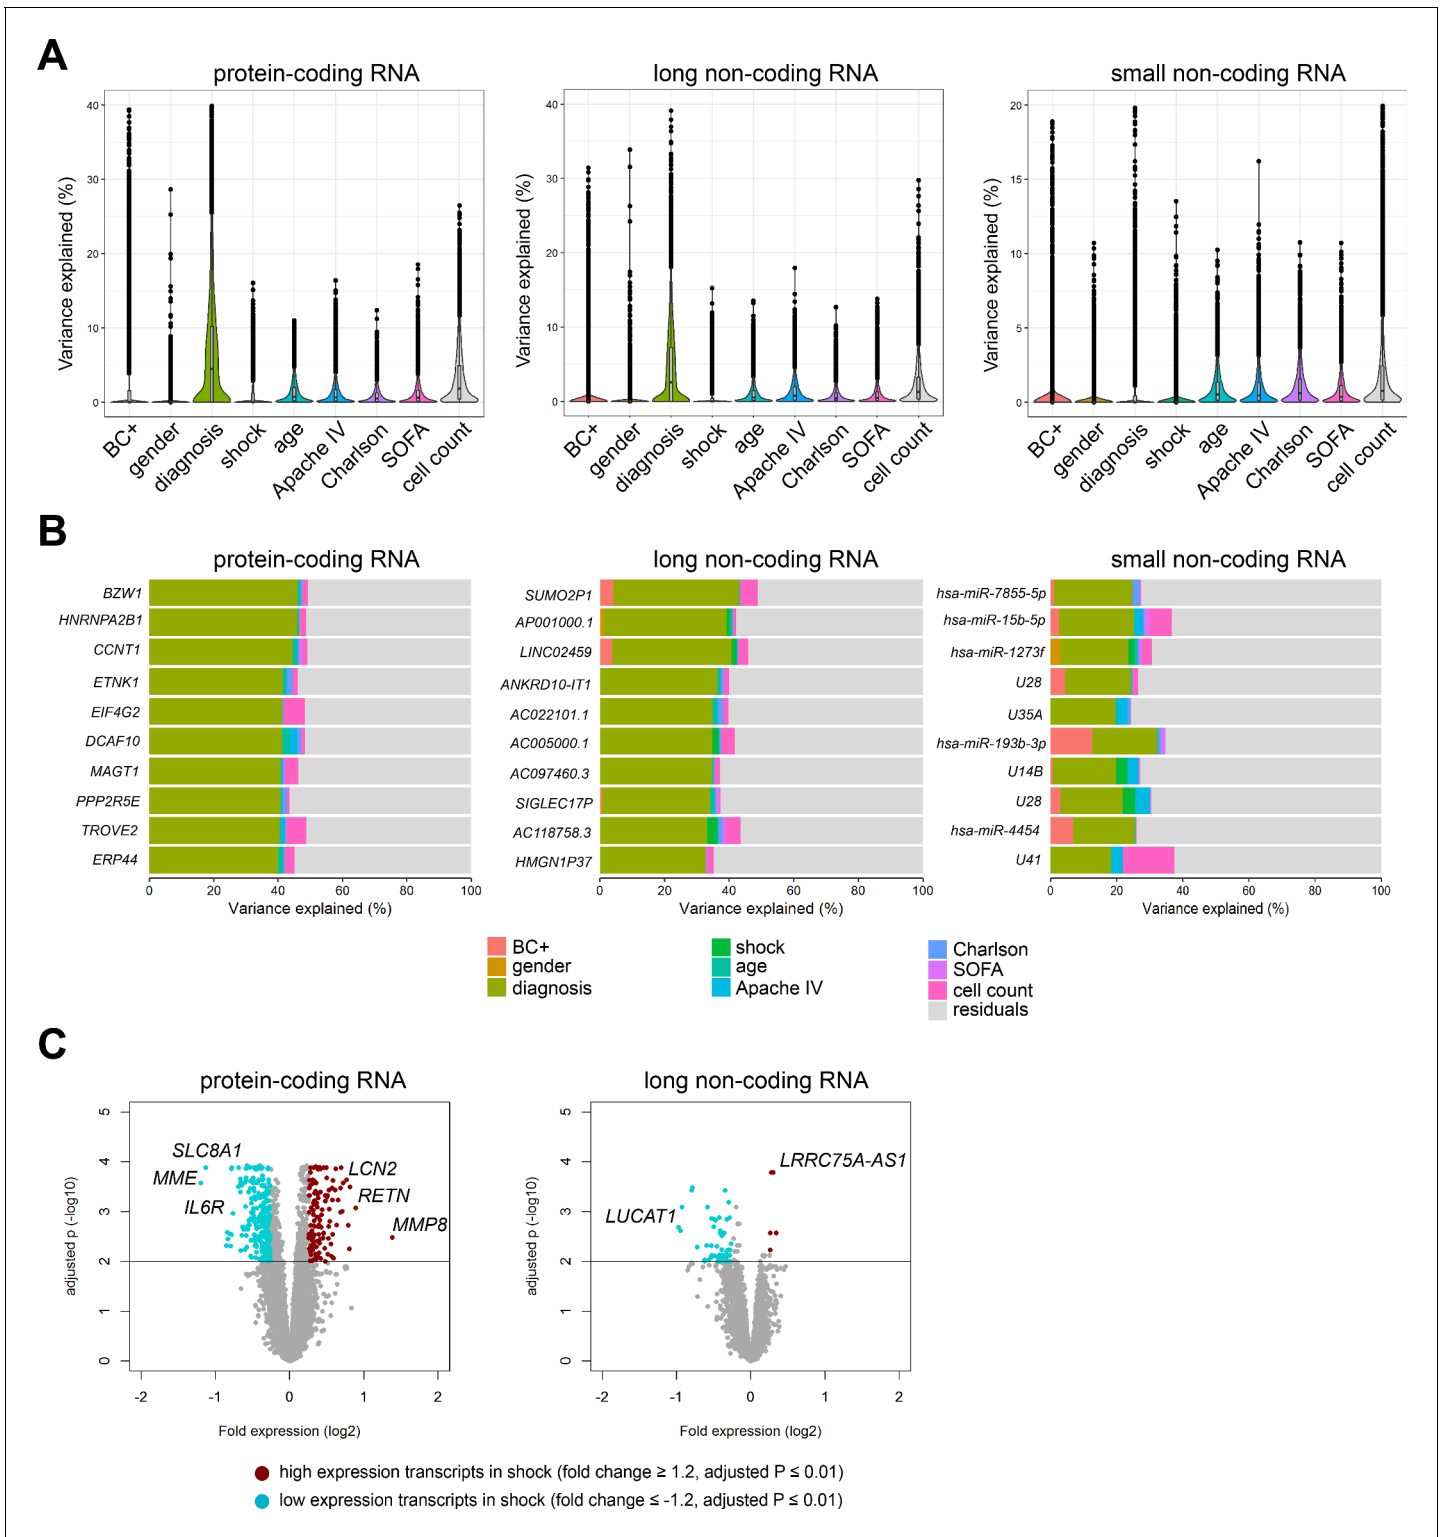 A
protein-coding RNA
long non-coding RNA
small non-coding RNA
Variance explained (%)
40
30
20
10
0
BC+
gender
diagnosis
shock
age
Apache IV
Charlson
SOFA
cell count
Variance explained (%)
40
30
20
10
0
BC+
gender
diagnosis
shock
age
Apache IV
Charlson
SOFA
cell count
Variance explained (%)
20
15
10
5
0
BC+
gender
diagnosis
shock
age
Apache IV
Charlson
SOFA
cell count
B
protein-coding RNA
BZW1
HNRNPA2B1
CCNT1
ETNK1
EIF4G2
DCAF10
MAGT1
PPP2R5E
TROVE2
ERP44
0 20 40 60 80 100
Variance explained (%)
long non-coding RNA
SUMO2P1
AP001000.1
LINC02459
ANKRD10-IT1
AC022101.1
AC005000.1
AC097460.3
SIGLEC17P
AC118758.3
HMGN1P37
0 20 40 60 80 100
Variance explained (%)
small non-coding RNA
hsa-miR-7855-5p
hsa-miR-15b-5p
hsa-miR-1273f
U28
U35A
hsa-miR-193b-3p
U14B
U28
hsa-miR-4454
U41
0 20 40 60 80 100
Variance explained (%)
BC+
gender
diagnosis
shock
age
Apache IV
Charlson
SOFA
cell count
residuals
C
protein-coding RNA
adjusted p (-log10)
5
4
3
2
1
0
SLC8A1
MME
IL6R
LCN2
RETN
MMP8
-2 -1 0 1 2
Fold expression (log2)
long non-coding RNA
adjusted p (-log10)
5
4
3
2
1
0
LRRC75A-AS1
LUCAT1
-2 -1 0 1 2
Fold expression (log2)
high expression transcripts in shock (fold change ≥ 1.2, adjusted P ≤ 0.01)
low expression transcripts in shock (fold change ≤ -1.2, adjusted P ≤ 0.01)